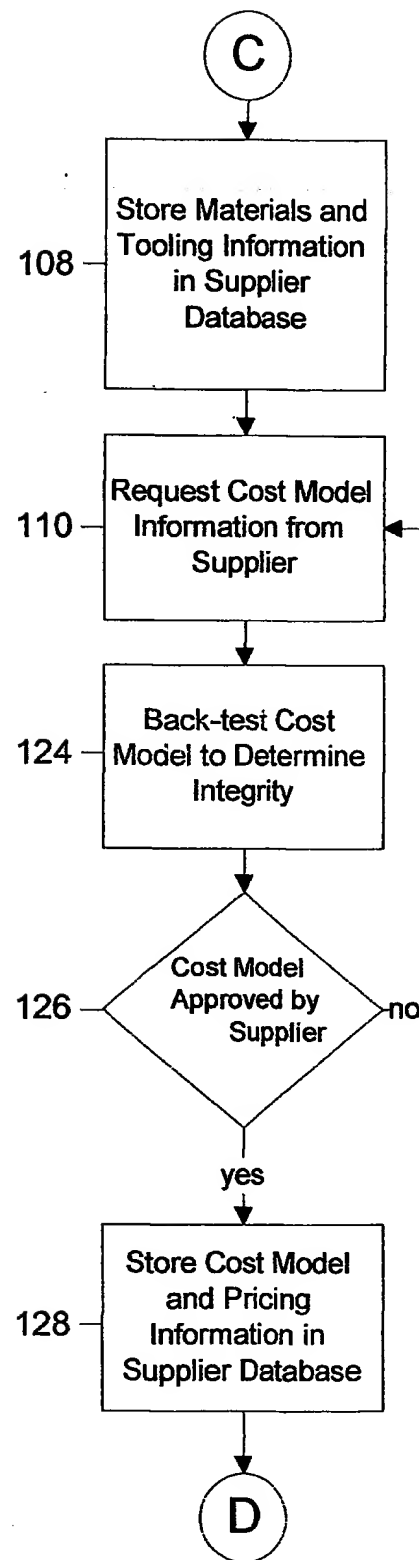 C
Store Materials and
Tooling Information
108
in Supplier
Database
Request Cost Model
110
Information from
Supplier
Back-test Cost
124
Model to Determine
Integrity
Cost Model
126
Approved by
Supplier
no
yes
Store Cost Model
and Pricing
128
Information in
Supplier Database
D